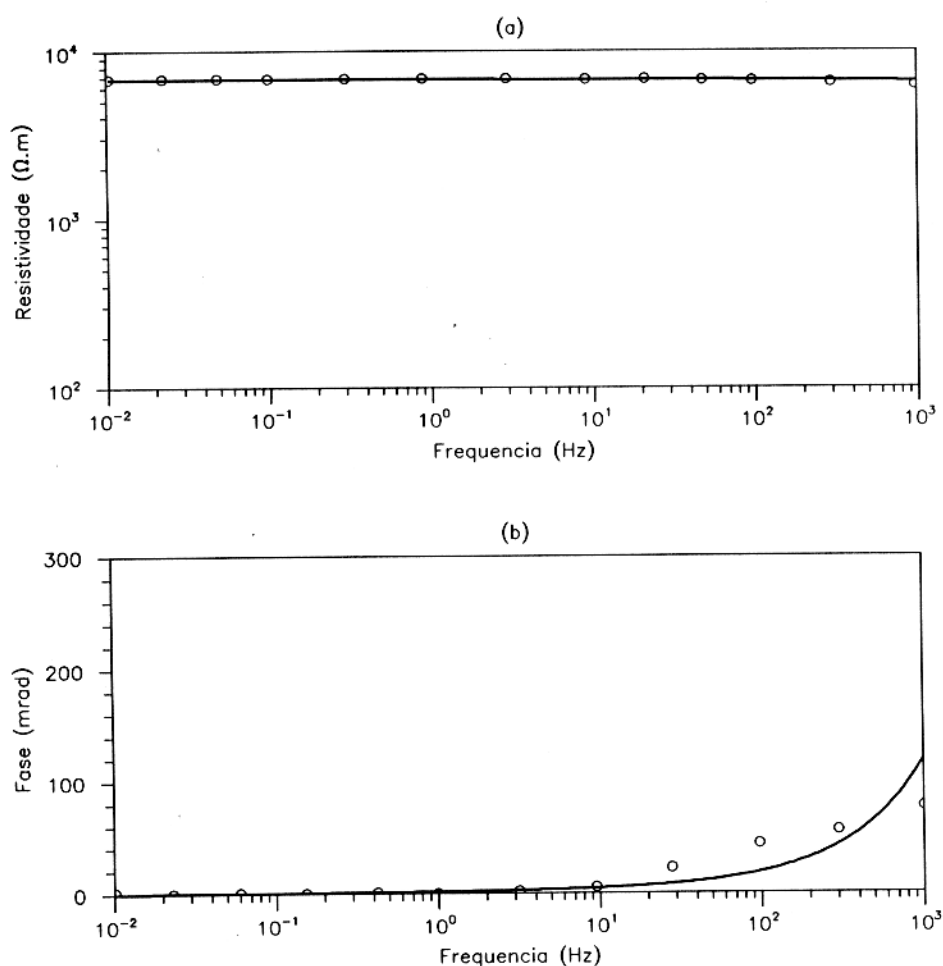 (a)
10⁴
10³
10²
Resistividade (Ω.m)
10⁻² 10⁻¹ 10⁰ 10¹ 10² 10³
Frequencia (Hz)
(b)
300
200
100
0
Fase (mrad)
10⁻² 10⁻¹ 10⁰ 10¹ 10² 10³
Frequencia (Hz)